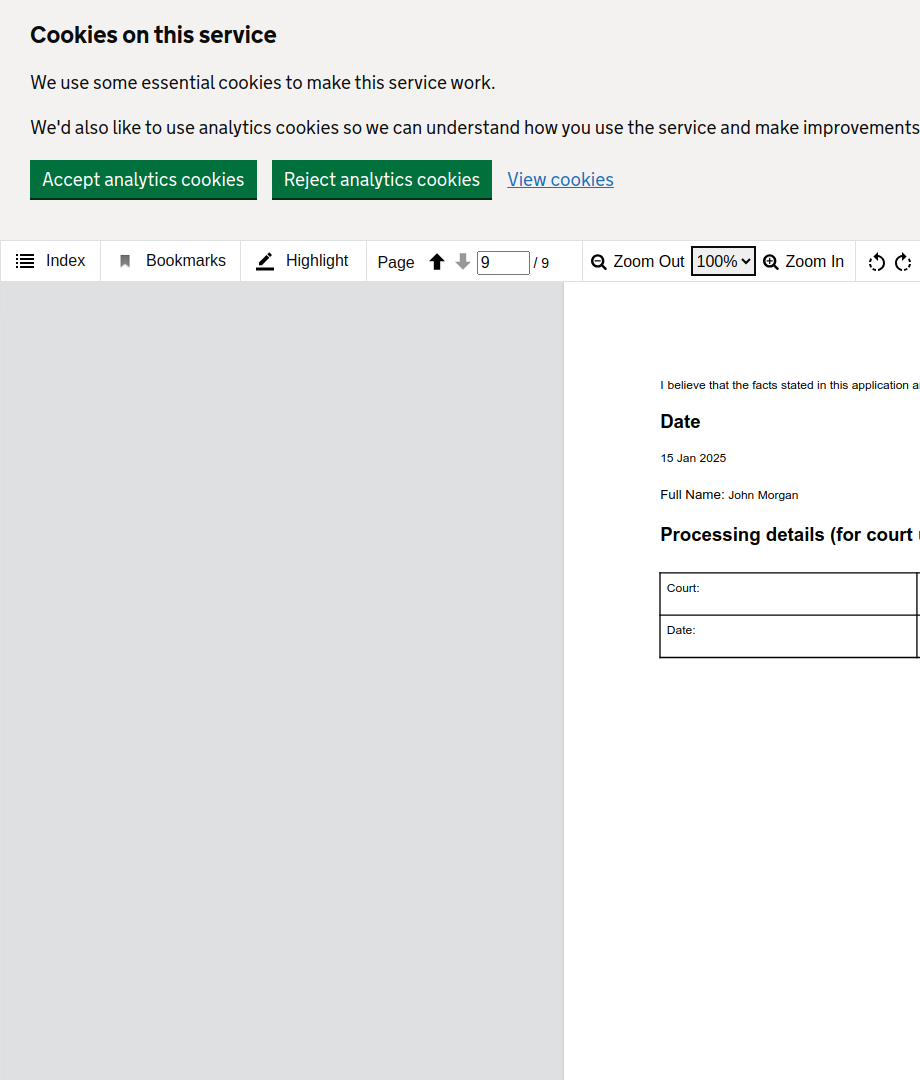 Cookies on this service
We use some essential cookies to make this service work.
We'd also like to use analytics cookies so we can understand how you use the service and make improvements
Accept analytics cookies Reject analytics cookies View cookies
Index Bookmarks Highlight Page 9 / 9 Zoom Out 100% Zoom In
I believe that the facts stated in this application
Date
15 Jan 2025
Full Name: John Morgan
Processing details (for court
Court:
Date: